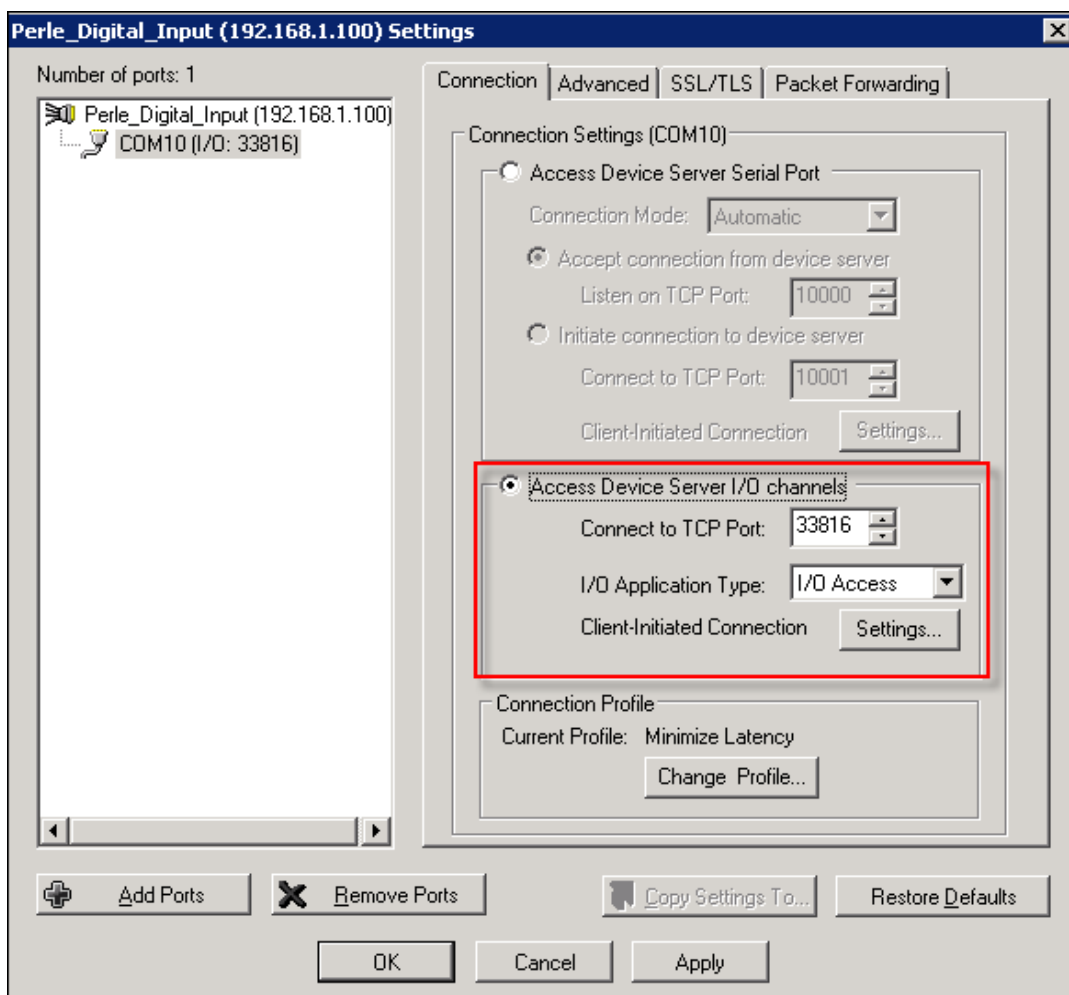 Perle_Digital_Input (192.168.1.100) Settings
Number of ports: 1
Perle_Digital_Input (192.168.1.100)
COM10 (I/O: 33816)
Connection Advanced SSL/TLS Packet Forwarding
Connection Settings (COM10)
Access Device Server Serial Port
Connection Mode: Automatic
Accept connection from device server
Listen on TCP Port: 10000
Initiate connection to device server
Connect to TCP Port: 10001
Client-Initiated Connection Settings...
Access Device Server I/O channels
Connect to TCP Port: 33816
I/O Application Type: I/O Access
Client-Initiated Connection Settings...
Connection Profile
Current Profile: Minimize Latency
Change Profile...
Add Ports Remove Ports Copy Settings To... Restore Defaults
OK Cancel Apply